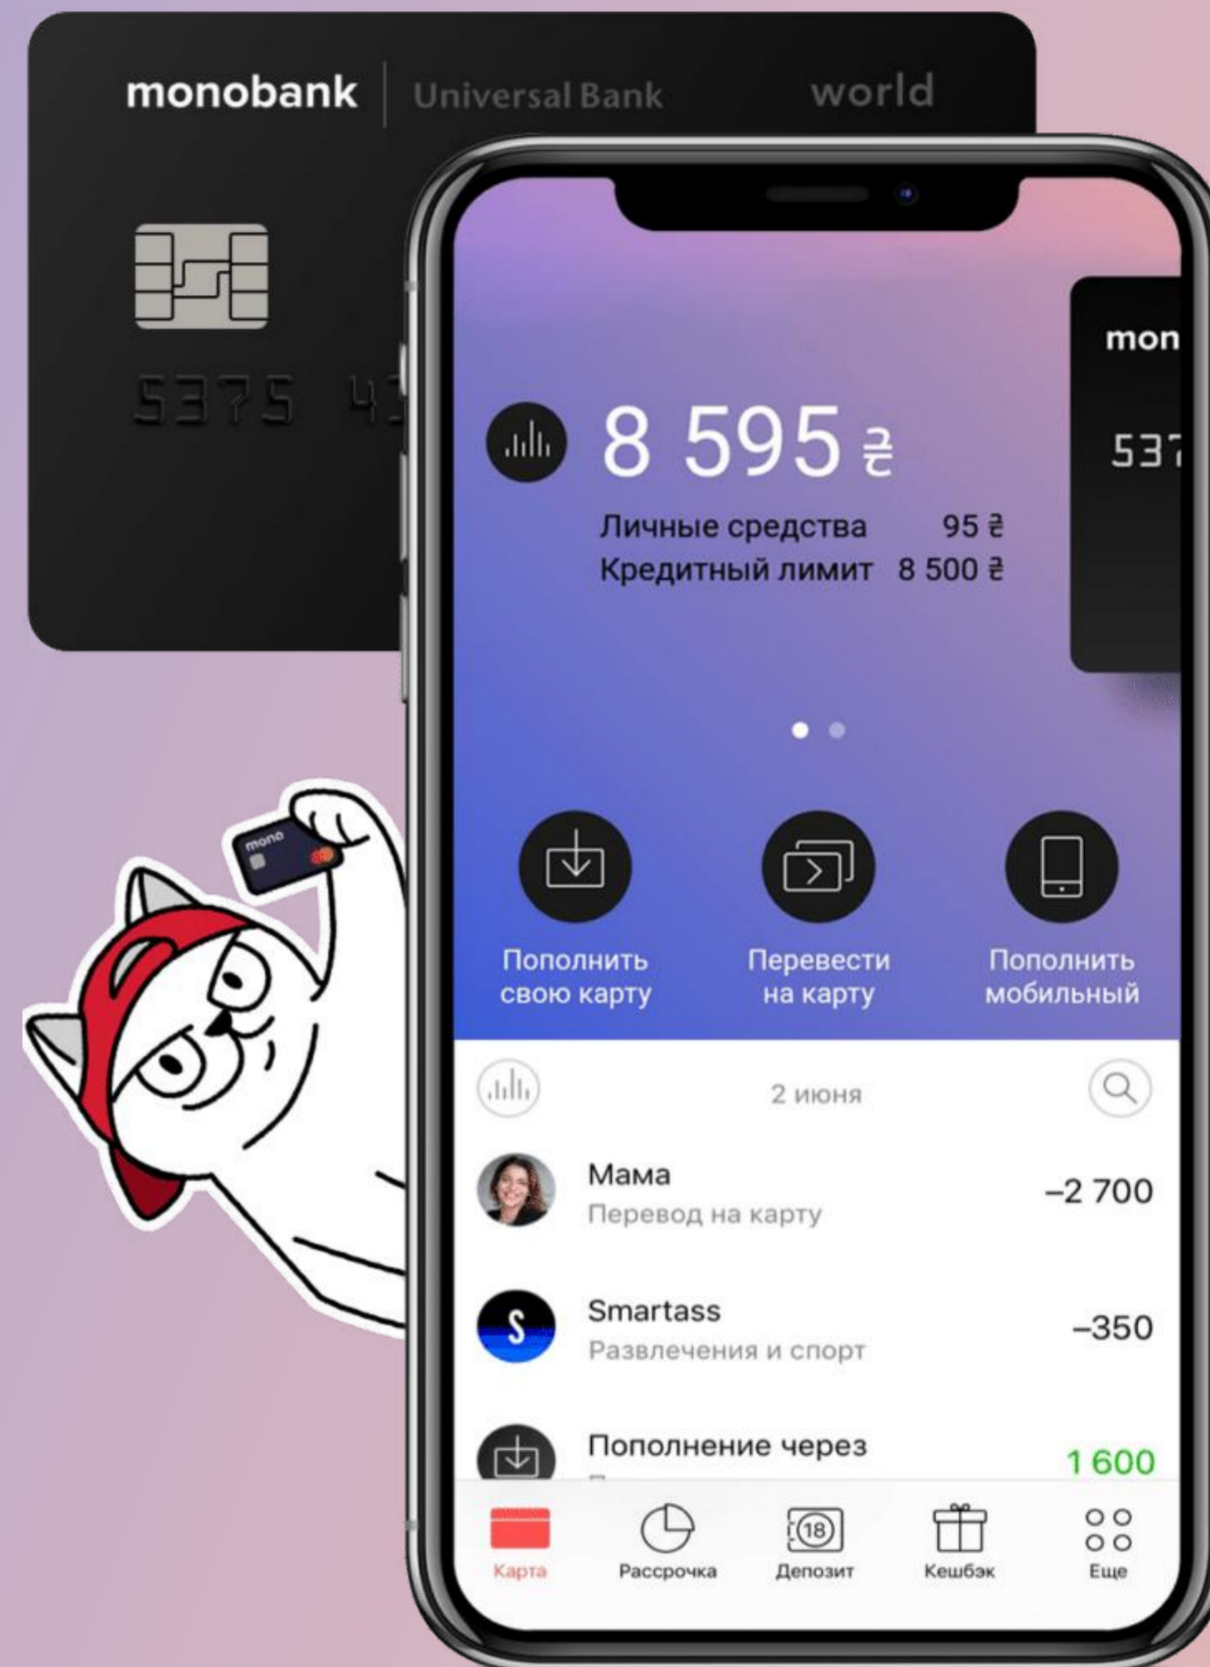 monobank | Universal Bank world
5375
mon
537
8 595 ₴
Личные средства 95 ₴
Кредитный лимит 8 500 ₴
mono
Пополнить
свою карту
Перевести
на карту
Пополнить
мобильный
2 июня
Мама
–2 700
Перевод на карту
S
Smartass
–350
Развлечения и спорт
Пополнение через
1 600
18
Карта
Рассрочка
Депозит
Кешбэк
Еще